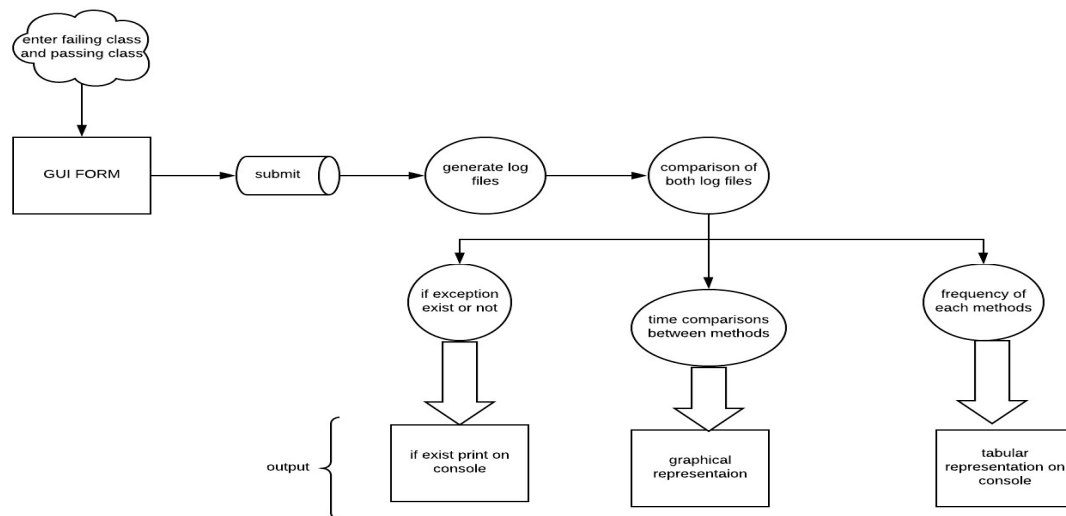 enter failing class
and passing class
GUI FORM
submit
generate log
files
comparison of
both log files
if exception
exist or not
time comparisons
between methods
frequency of
each methods
output
if exist print on
console
graphical
representaion
tabular
representation on
console